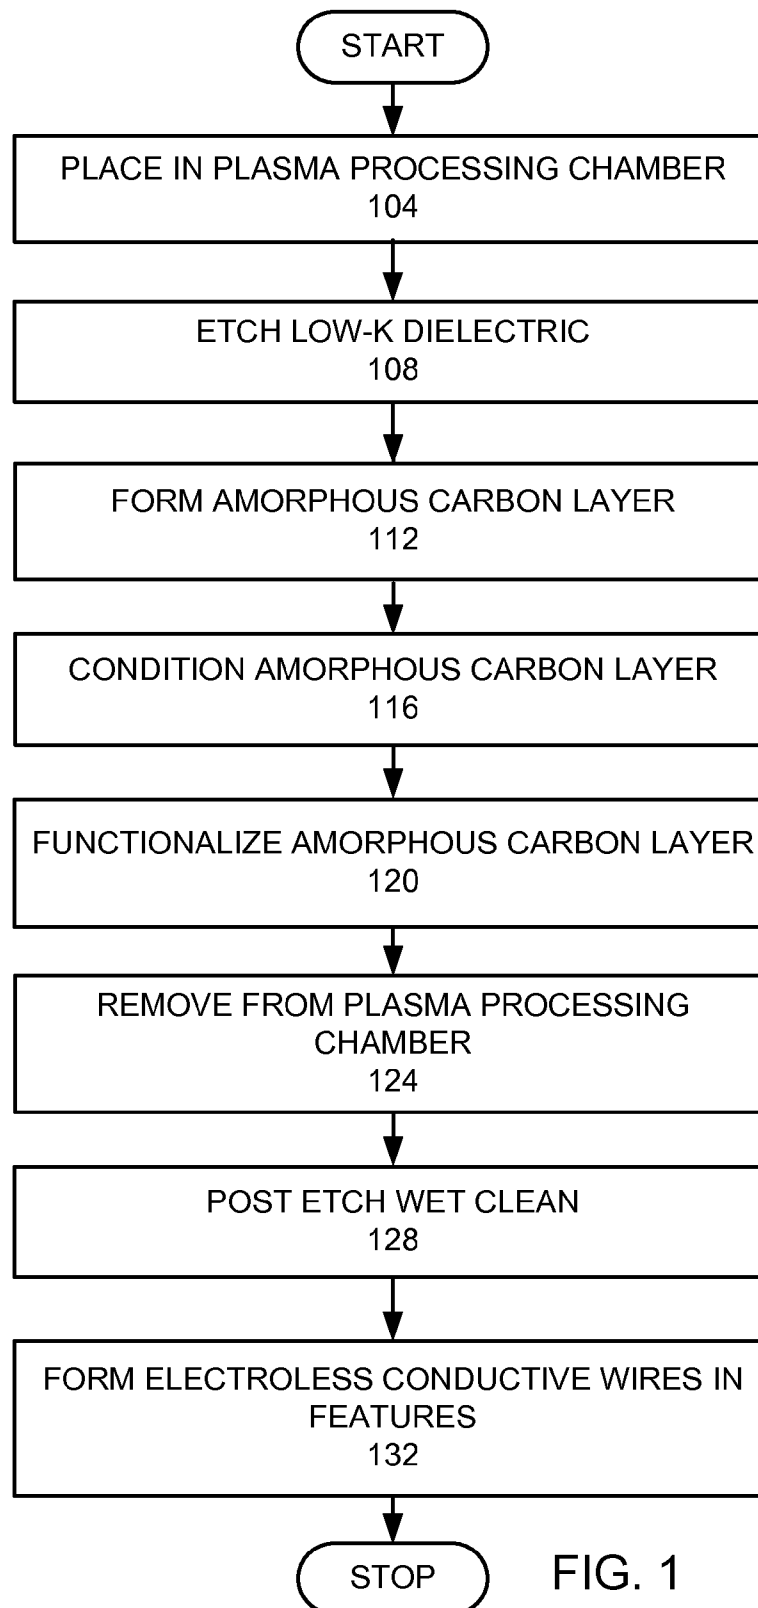 START
PLACE IN PLASMA PROCESSING CHAMBER
104
ETCH LOW-K DIELECTRIC
108
FORM AMORPHOUS CARBON LAYER
112
CONDITION AMORPHOUS CARBON LAYER
116
FUNCTIONALIZE AMORPHOUS CARBON LAYER
120
REMOVE FROM PLASMA PROCESSING
CHAMBER
124
POST ETCH WET CLEAN
128
FORM ELECTROLESS CONDUCTIVE WIRES IN
FEATURES
132
STOP
FIG. 1